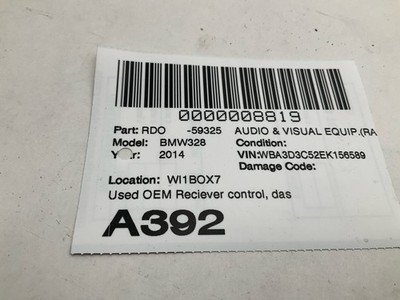 0000008819
Part: RDO -59325 AUDIO & VISUAL EQUIP.(RA
Model: BMW328 Condition:
Year: 2014 VIN:WBA3D3C52EK156589
Damage Code:
Location: WI1BOX7
Used OEM Reciever control, das
A392